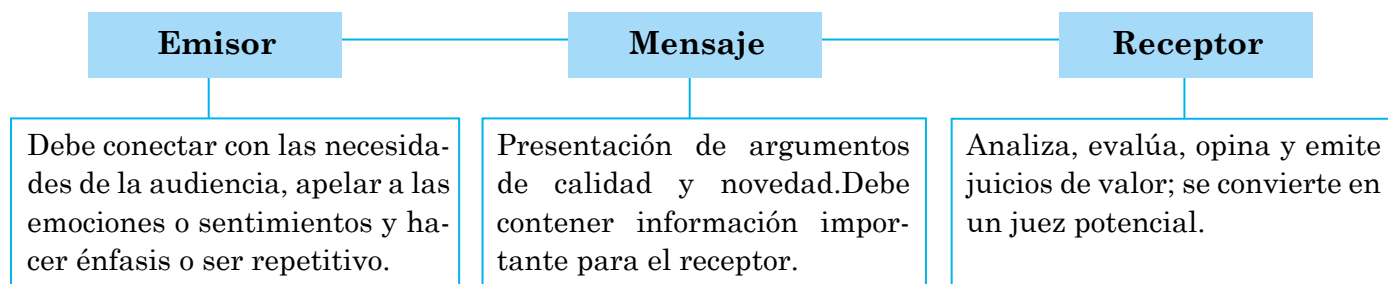 Emisor
Mensaje
Receptor
Debe conectar con las necesida-
des de la audiencia, apelar a las
emociones o sentimientos y ha-
cer énfasis o ser repetitivo.
Presentación de argumentos
de calidad y novedad.Debe
contener información impor-
tante para el receptor.
Analiza, evalúa, opina y emite
juicios de valor; se convierte en
un juez potencial.